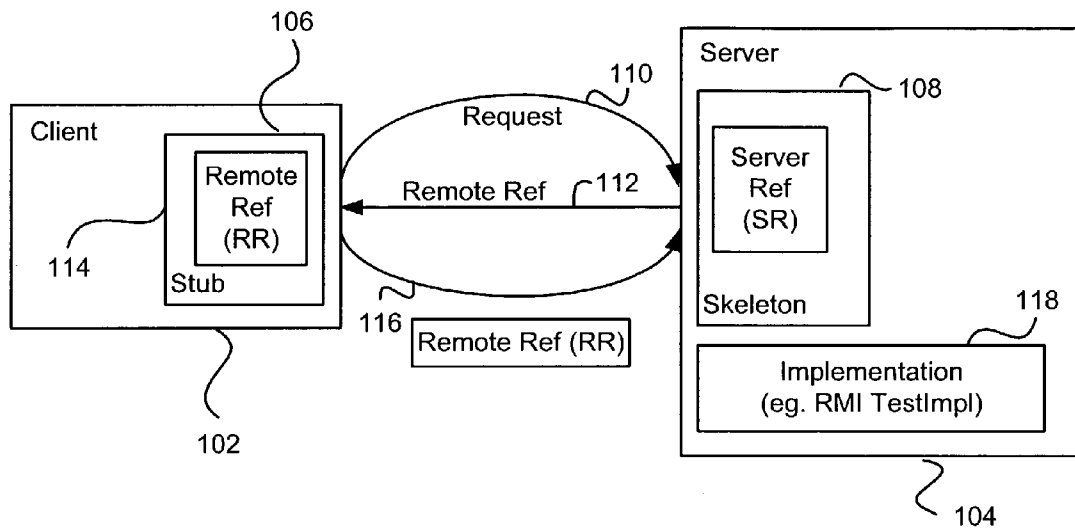 106
Server
110
108
Client
Request
Remote
Ref
(RR)
Server
Ref
(SR)
Remote Ref
112
114
Stub
Skeleton
116
118
Remote Ref (RR)
Implementation
(eg. RMI TestImpl)
102
104